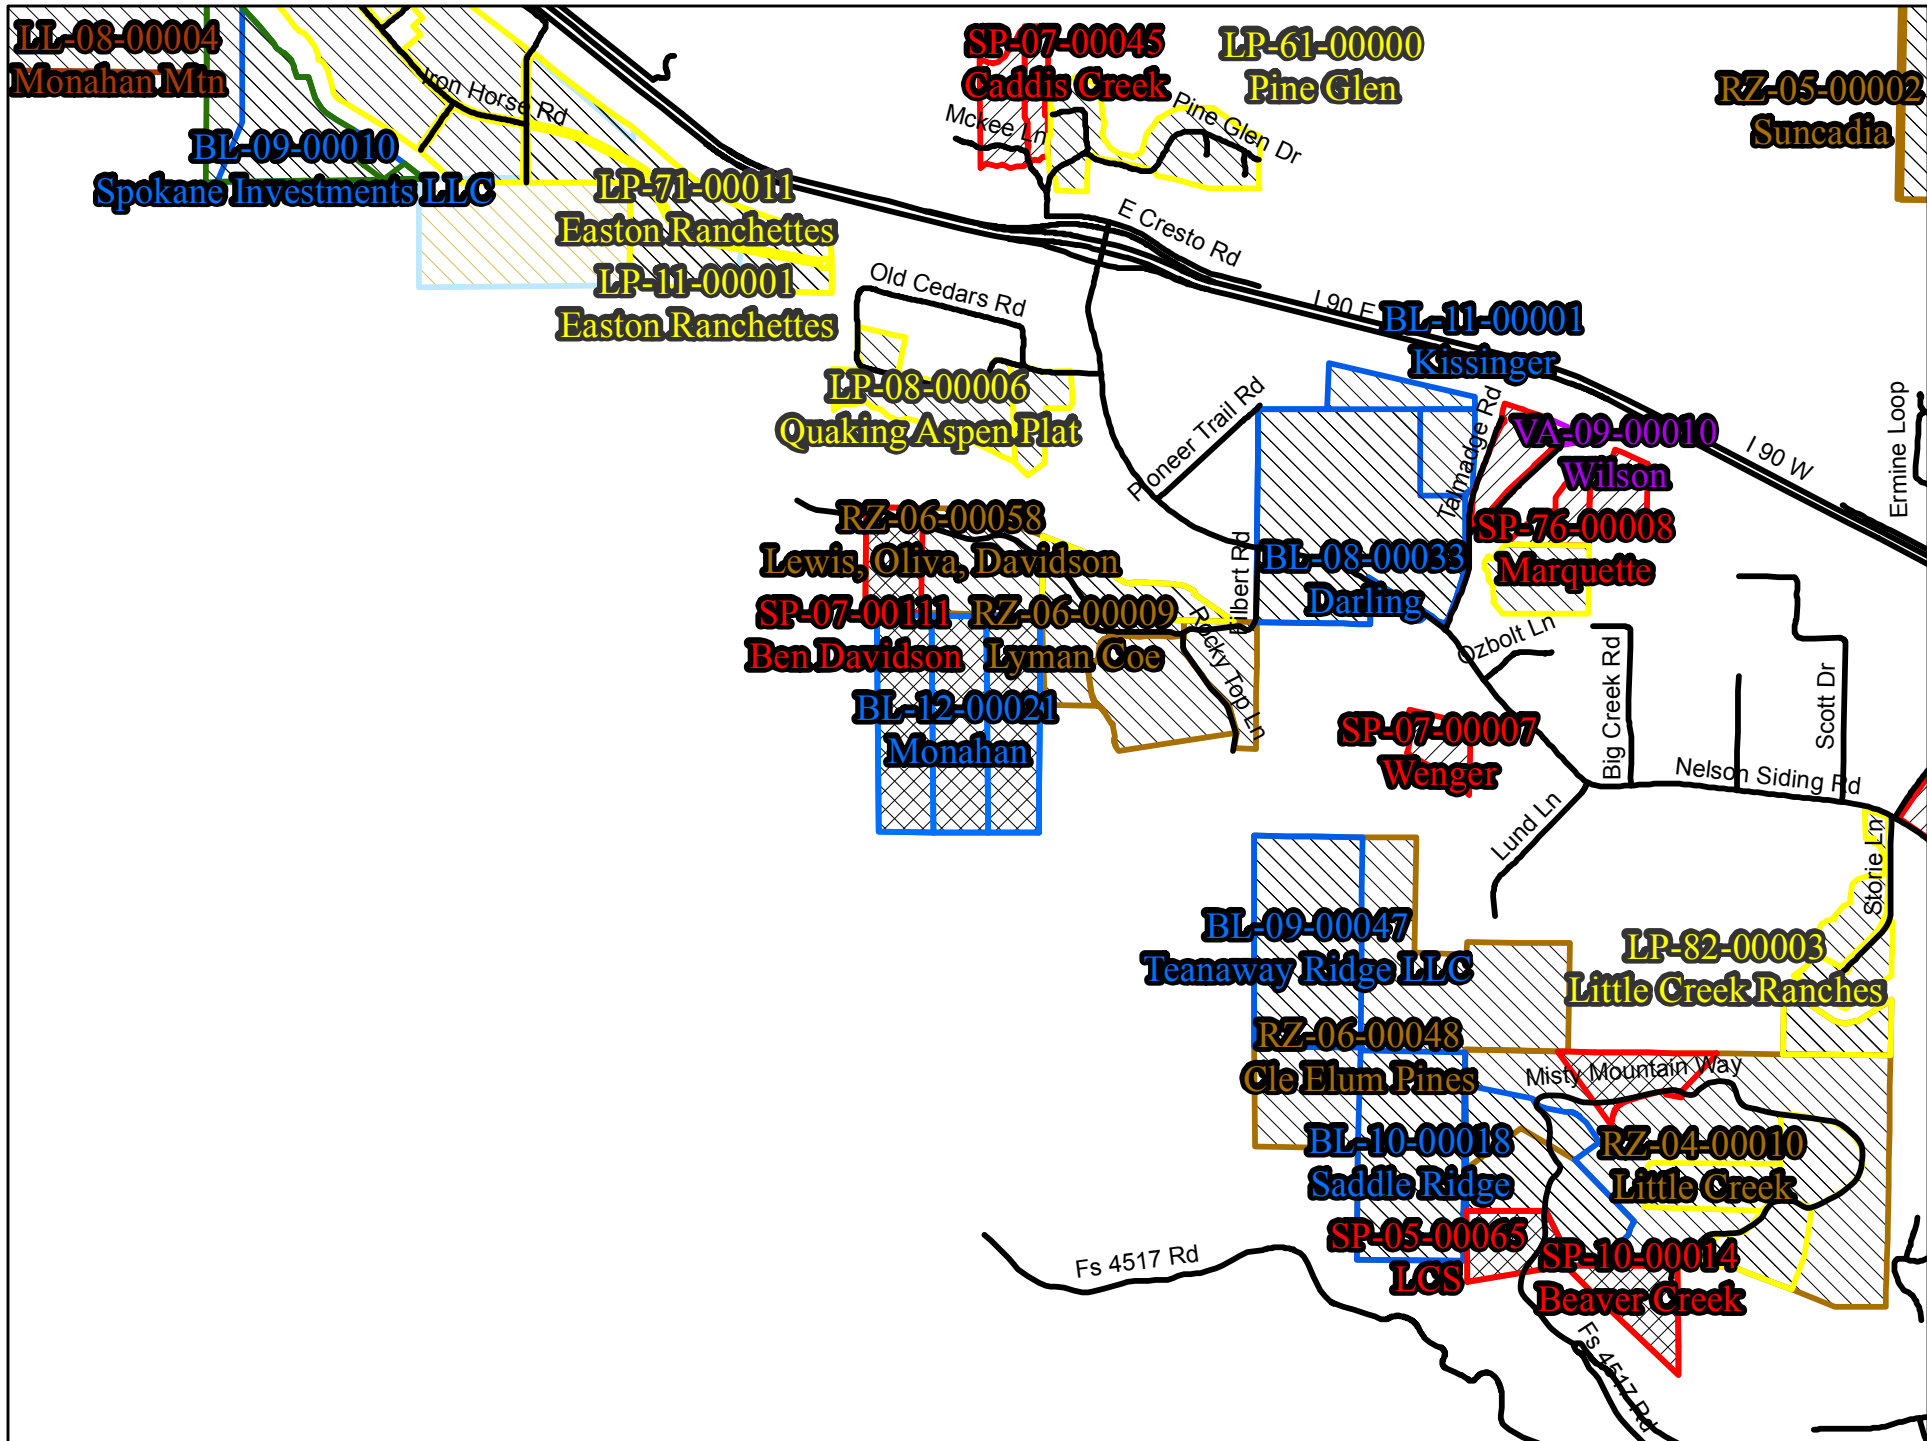 LL-08-00004
Monahan Mtn
Iron Horse Rd
BL-09-00010
Spokane Investments LLC
SP-07-00045
Caddis Creek
Mckee Ln
LP-61-00000
Pine Glen
Pine Glen Dr
RZ-05-00002
Suncadia
LP-71-00011
Easton Ranchettes
LP-11-00001
Easton Ranchettes
E Cresto Rd
Old Cedars Rd
I 90 E
BL-11-00001
Kissinger
LP-08-00006
Quaking Aspen Plat
Pioneer Trail Rd
Talmadge Rd
VA-09-00010
Wilson
I 90 W
Ermine Loop
RZ-06-00058
Lewis, Oliva, Davidson
SP-76-00008
Marquette
BL-08-00033
Darling
SP-07-00111
Ben Davidson
RZ-06-00009
Lyman Coe
Rocky Top Ln
Ozbolt Ln
Big Creek Rd
Scott Dr
BL-12-00021
Monahan
SP-07-00007
Wenger
Nelson Siding Rd
Lund Ln
Storie Ln
BL-09-00047
Teanaway Ridge LLC
LP-82-00003
Little Creek Ranches
RZ-06-00048
Cle Elum Pines
Misty Mountain Way
BL-10-00018
Saddle Ridge
RZ-04-00010
Little Creek
SP-05-00065
LCS
SP-10-00014
Beaver Creek
Fs 4517 Rd
Fs 4517 Rd